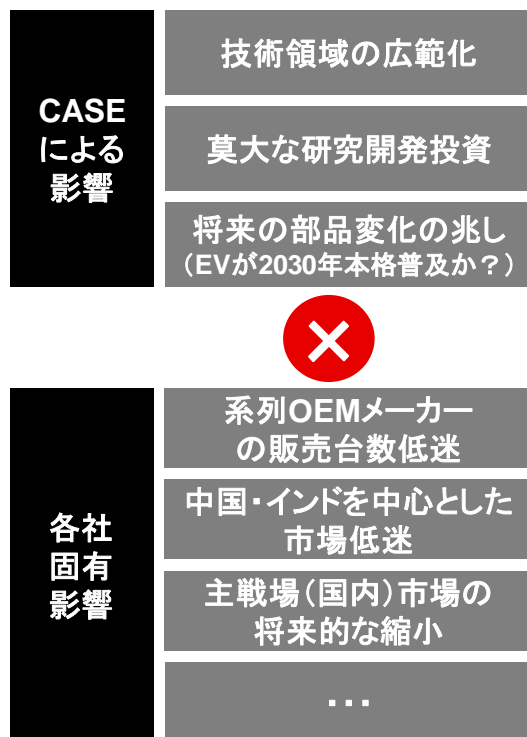 CASE
による
影響
技術領域の広範化
莫大な研究開発投資
将来の部品変化の兆し
（EVが2030年本格普及か？）
×
各社
固有
影響
系列OEMメーカー
の販売台数低迷
中国・インドを中心とした
市場低迷
主戦場（国内）市場の
将来的な縮小
･･･